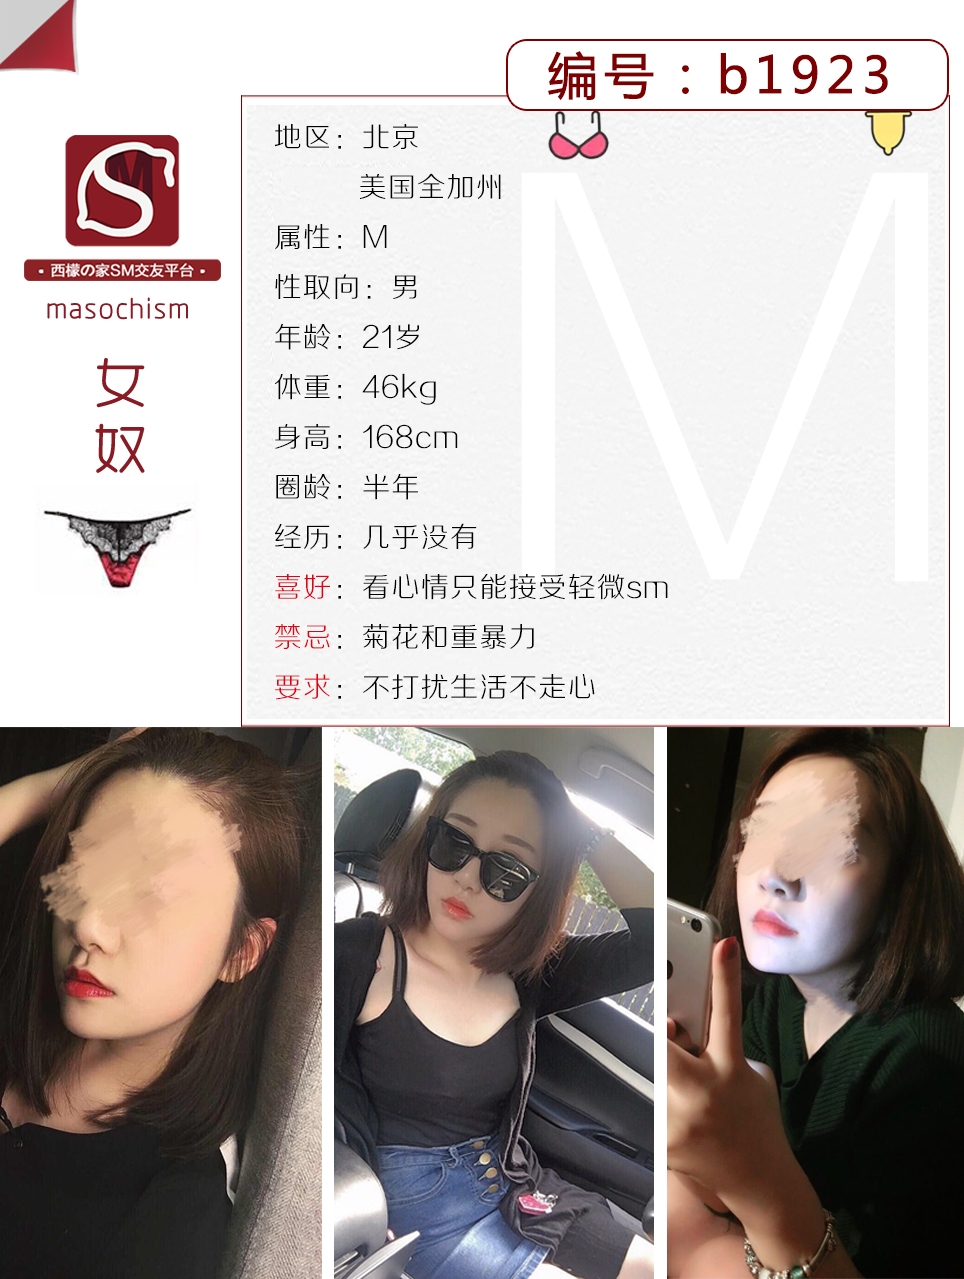 编号：b1923
SM
·西檬の家SM交友平台·
masochism
女
奴
地区：北京
美国全加州
属性：M
性取向：男
年龄：21岁
体重：46kg
身高：168cm
圈龄：半年
经历：几乎没有
喜好：看心情只能接受轻微sm
禁忌：菊花和重暴力
要求：不打扰生活不走心
M